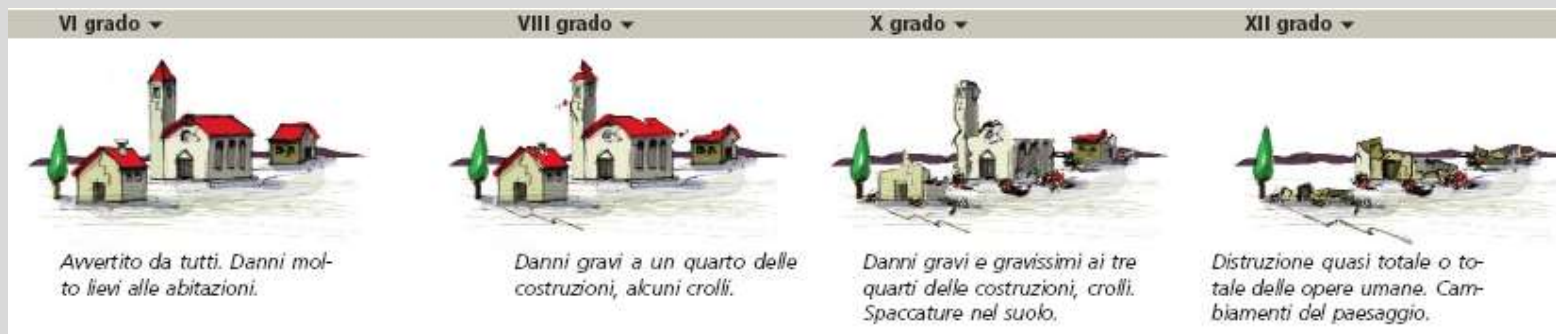 VI grado
Avvertito da tutti. Danni mol-
to lievi alle abitazioni.
VIII grado
Danni gravi a un quarto delle
costruzioni, alcuni crolli.
X grado
Danni gravi e gravissimi ai tre
quarti delle costruzioni, crolli.
Spaccature nel suolo.
XII grado
Distruzione quasi totale o to-
tale delle opere umane. Cam-
biamenti del paesaggio.